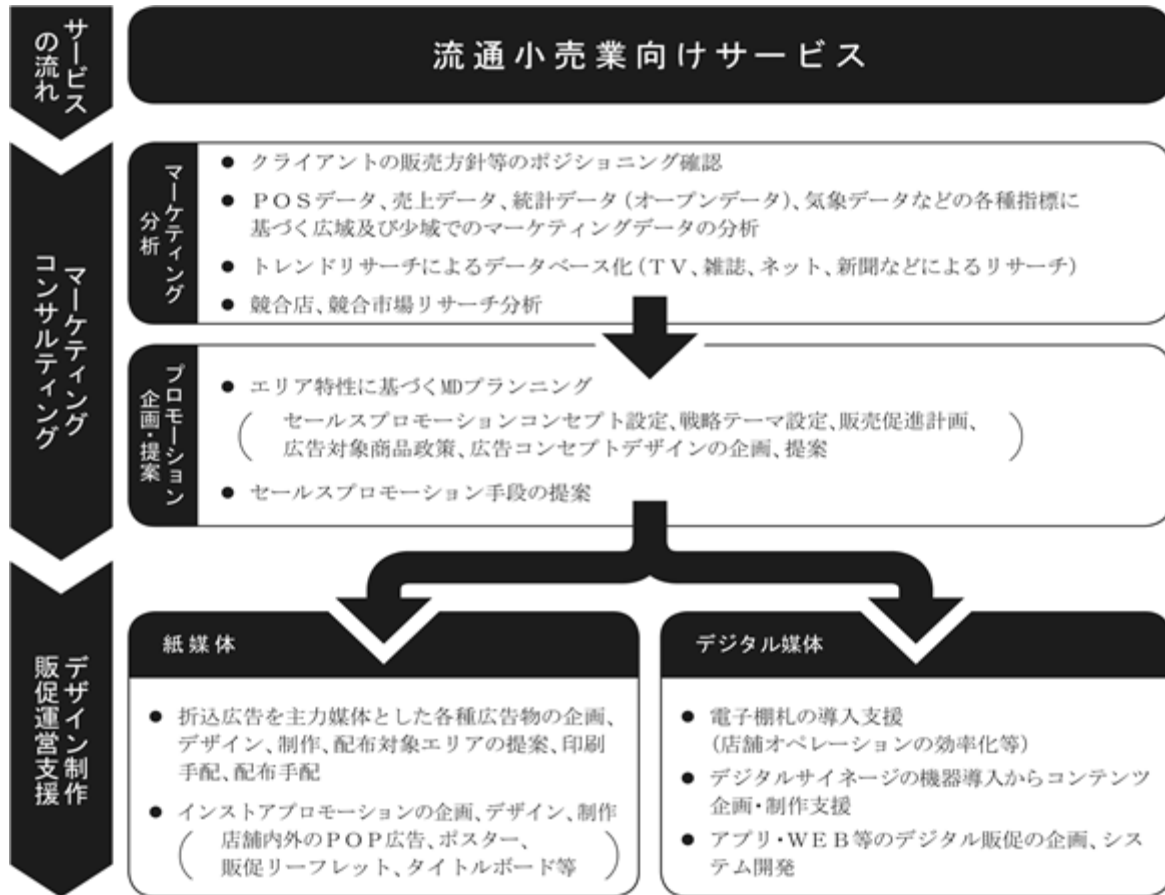 サービス
の流れ
流通小売業向けサービス
マーケティング
コンサルティング
マーケティング
分析
● クライアントの販売方針等のポジショニング確認
● ＰＯＳデータ、売上データ、統計データ(オープンデータ)、気象データなどの各種指標に
基づく広域及び少域でのマーケティングデータの分析
● トレンドリサーチによるデータベース化(ＴＶ、雑誌、ネット、新聞などによるリサーチ)
● 競合店、競合市場リサーチ分析
プロモーション
企画・提案
● エリア特性に基づくMDプランニング
(セールスプロモーションコンセプト設定、戦略テーマ設定、販売促進計画、
広告対象商品政策、広告コンセプトデザインの企画、提案)
● セールスプロモーション手段の提案
デザイン制作
販促運営支援
紙媒体
● 折込広告を主力媒体とした各種広告物の企画、
デザイン、制作、配布対象エリアの提案、印刷
手配、配布手配
● インストアプロモーションの企画、デザイン、制作
(店舗内外のＰＯＰ広告、ポスター、
販促リーフレット、タイトルボード等)
デジタル媒体
● 電子棚札の導入支援
(店舗オペレーションの効率化等)
● デジタルサイネージの機器導入からコンテンツ
企画・制作支援
● アプリ・ＷＥＢ等のデジタル販促の企画、シス
テム開発